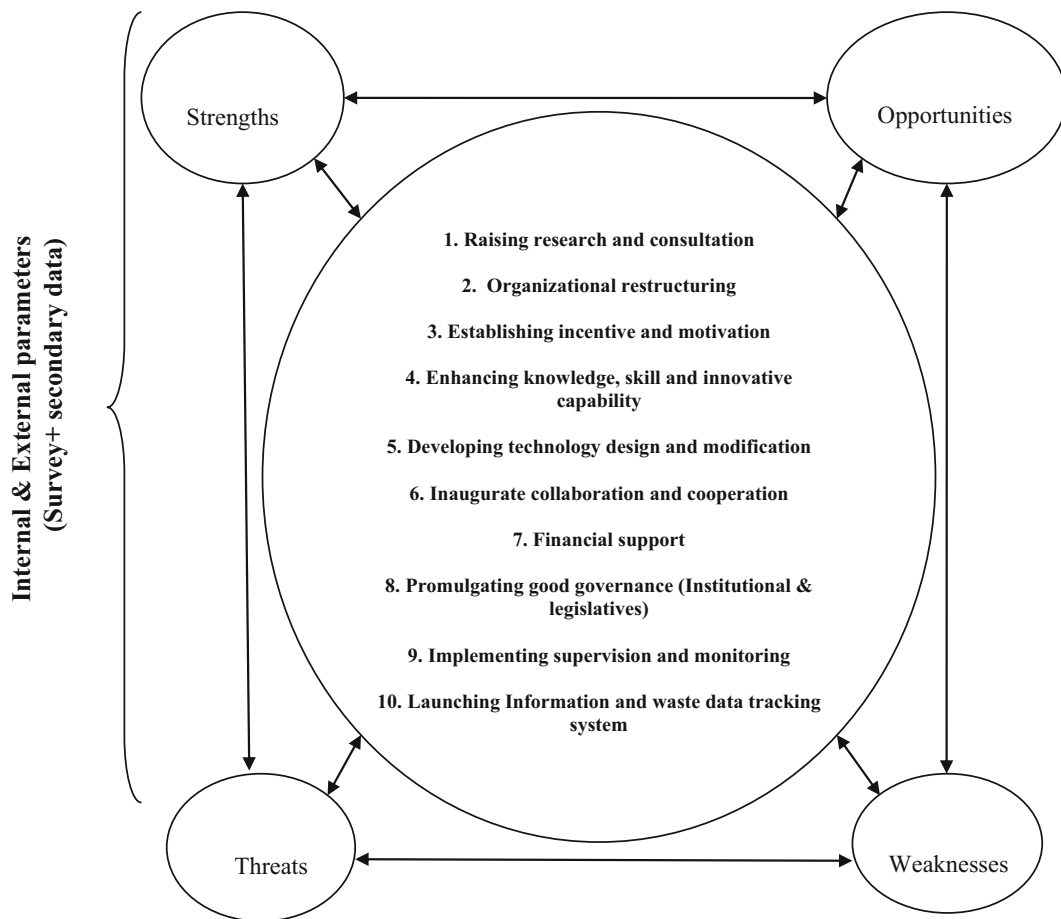 Strengths
Opportunities
Internal & External parameters
(Survey+ secondary data)
1. Raising research and consultation
2. Organizational restructuring
3. Establishing incentive and motivation
4. Enhancing knowledge, skill and innovative
capability
5. Developing technology design and modification
6. Inaugurate collaboration and cooperation
7. Financial support
8. Promulgating good governance (Institutional &
legislatives)
9. Implementing supervision and monitoring
10. Launching Information and waste data tracking
system
Threats
Weaknesses